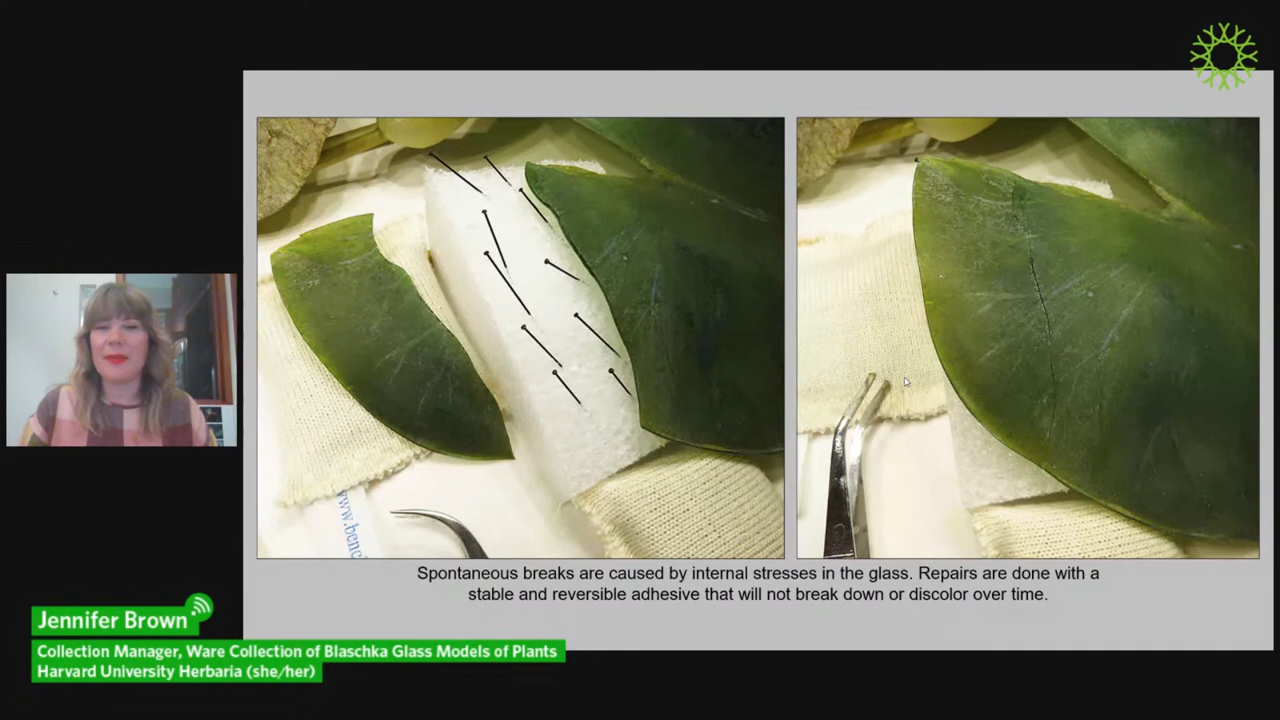 www.bencl
Spontaneous breaks are caused by internal stresses in the glass. Repairs are done with a
stable and reversible adhesive that will not break down or discolor over time.
Jennifer Brown
Collection Manager, Ware Collection of Blaschka Glass Models of Plants
Harvard University Herbaria (she/her)